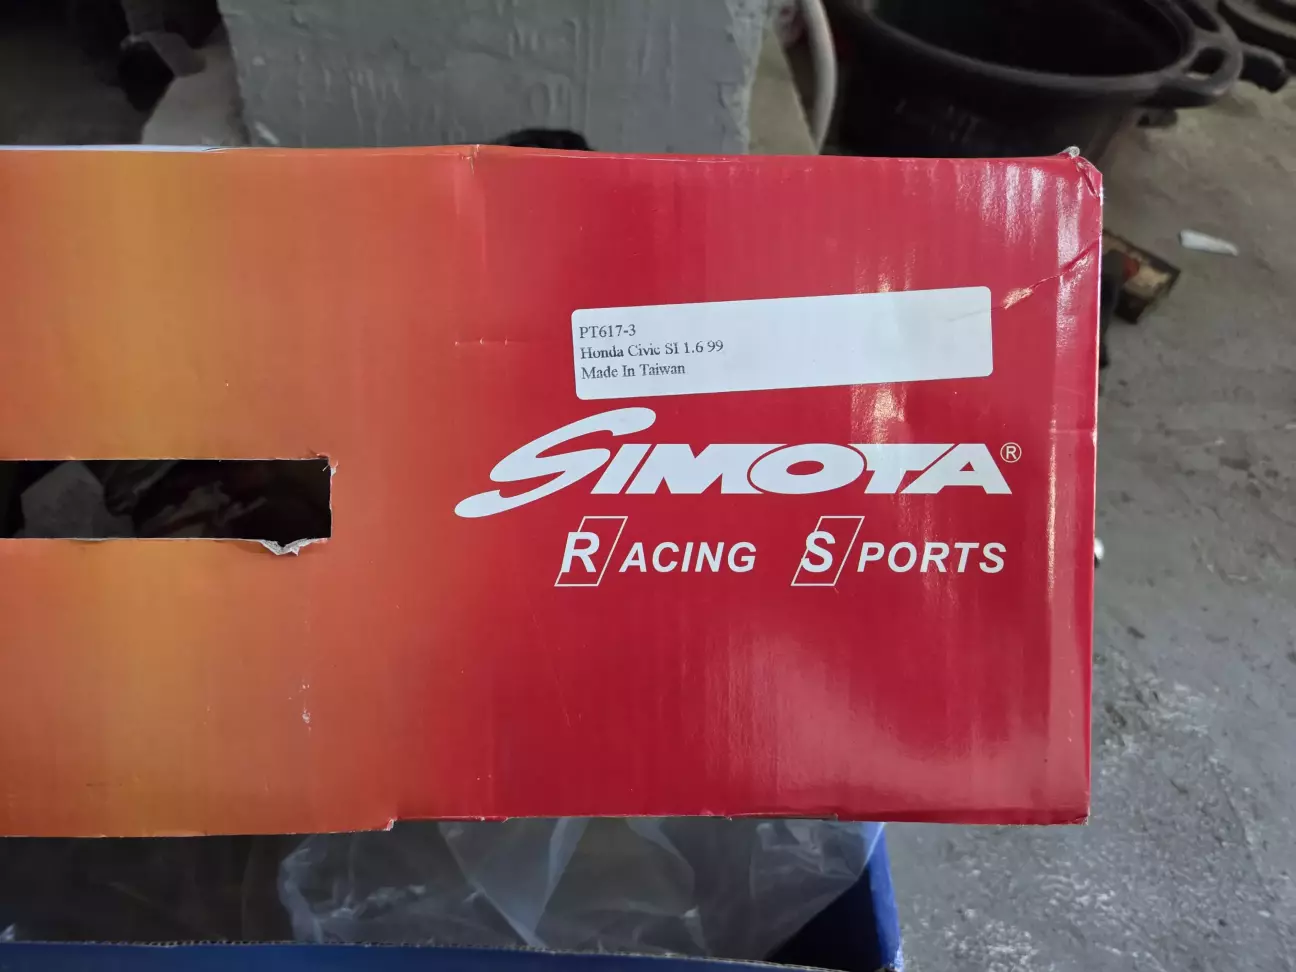 PT617-3
Honda Civic SI 1.6 99
Made In Taiwan
SIMOTA®
RACING SPORTS